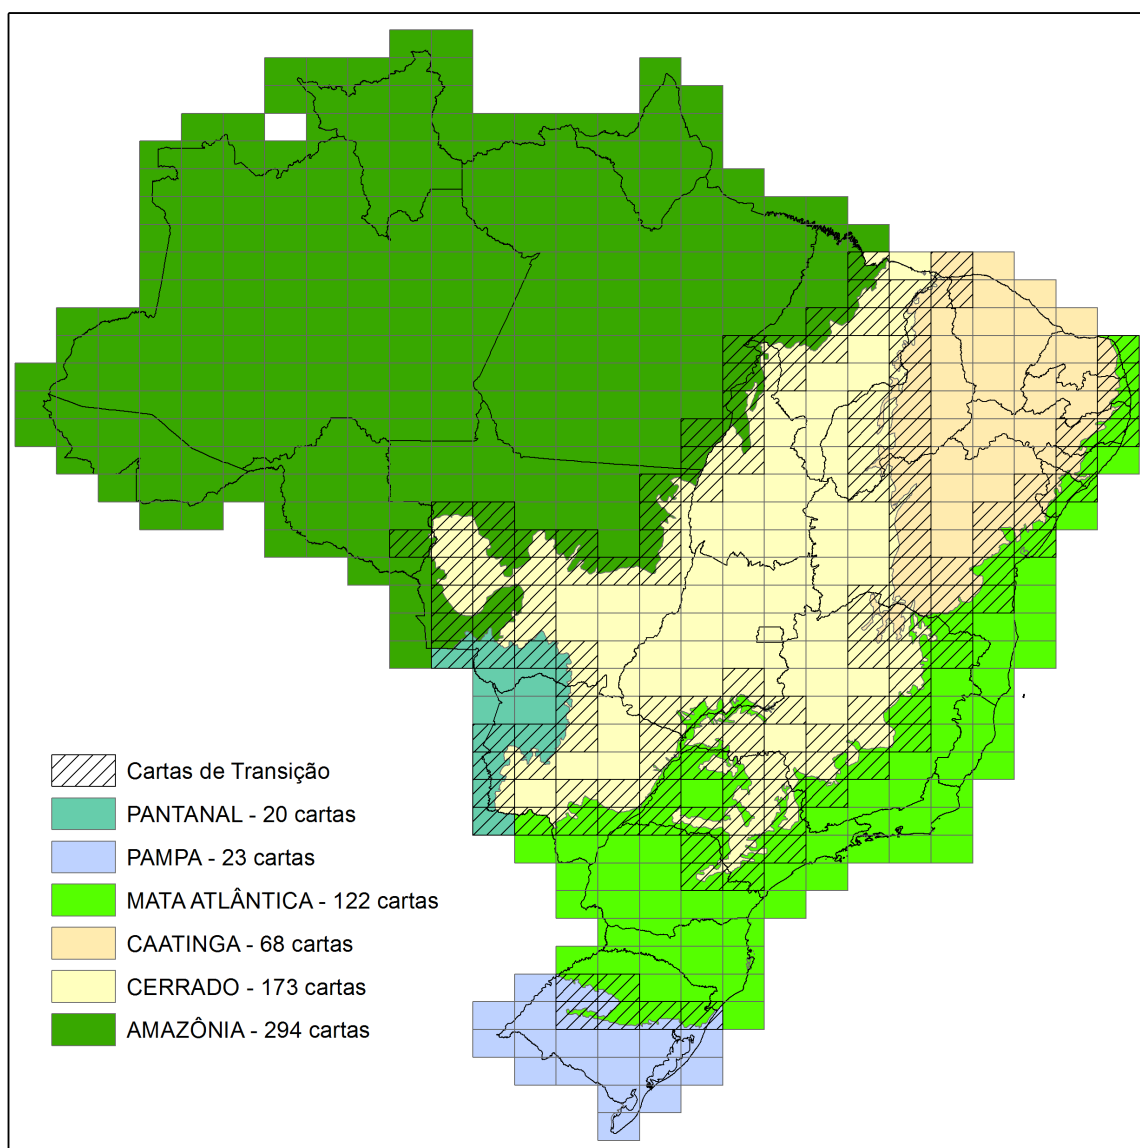 Cartas de Transição
PANTANAL - 20 cartas
PAMPA - 23 cartas
MATA ATLÂNTICA - 122 cartas
CAATINGA - 68 cartas
CERRADO - 173 cartas
AMAZÔNIA - 294 cartas